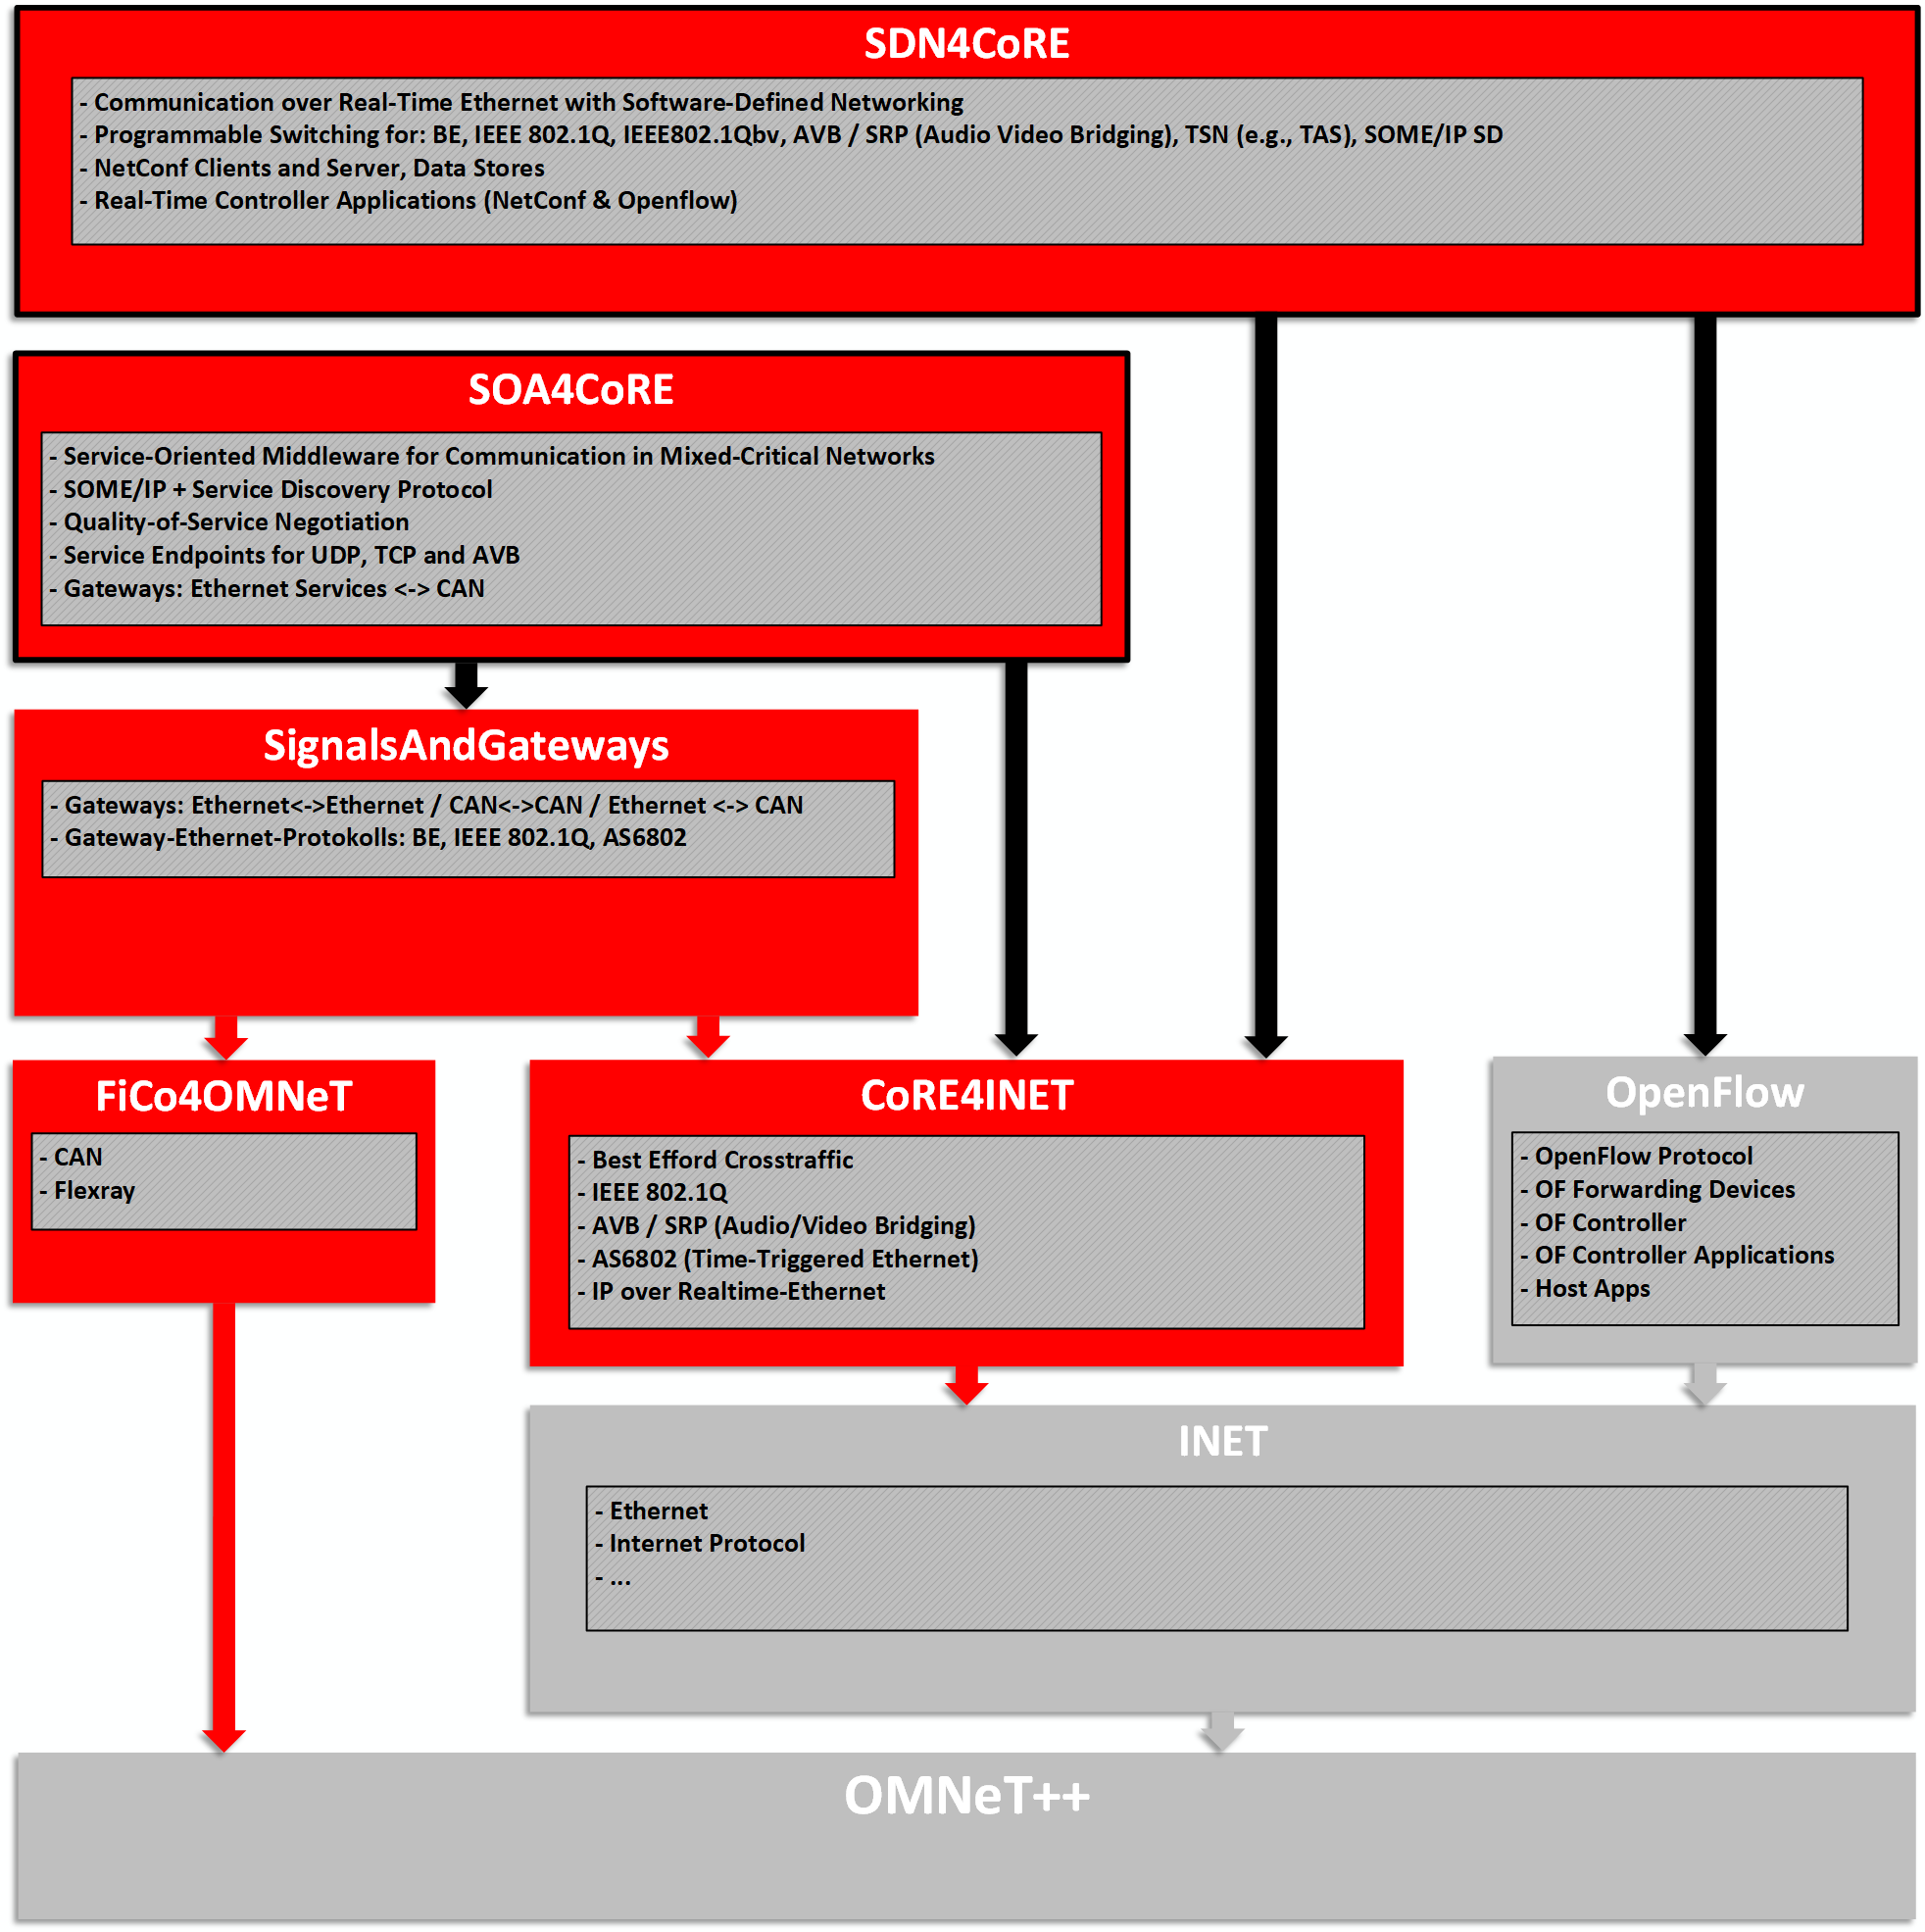 SDN4CoRE
- Communication over Real-Time Ethernet with Software-Defined Networking
- Programmable Switching for: BE, IEEE 802.1Q, IEEE802.1Qbv, AVB / SRP (Audio Video Bridging), TSN (e.g., TAS), SOME/IP SD
- NetConf Clients and Server, Data Stores
- Real-Time Controller Applications (NetConf & Openflow)
SOA4CoRE
- Service-Oriented Middleware for Communication in Mixed-Critical Networks
- SOME/IP + Service Discovery Protocol
- Quality-of-Service Negotiation
- Service Endpoints for UDP, TCP and AVB
- Gateways: Ethernet Services <-> CAN
SignalsAndGateways
- Gateways: Ethernet<->Ethernet / CAN<->CAN / Ethernet <-> CAN
- Gateway-Ethernet-Protokolls: BE, IEEE 802.1Q, AS6802
FiCo4OMNeT
- CAN
- Flexray
CoRE4INET
- Best Efford Crosstraffic
- IEEE 802.1Q
- AVB / SRP (Audio/Video Bridging)
- AS6802 (Time-Triggered Ethernet)
- IP over Realtime-Ethernet
OpenFlow
- OpenFlow Protocol
- OF Forwarding Devices
- OF Controller
- OF Controller Applications
- Host Apps
INET
- Ethernet
- Internet Protocol
- ...
OMNeT++